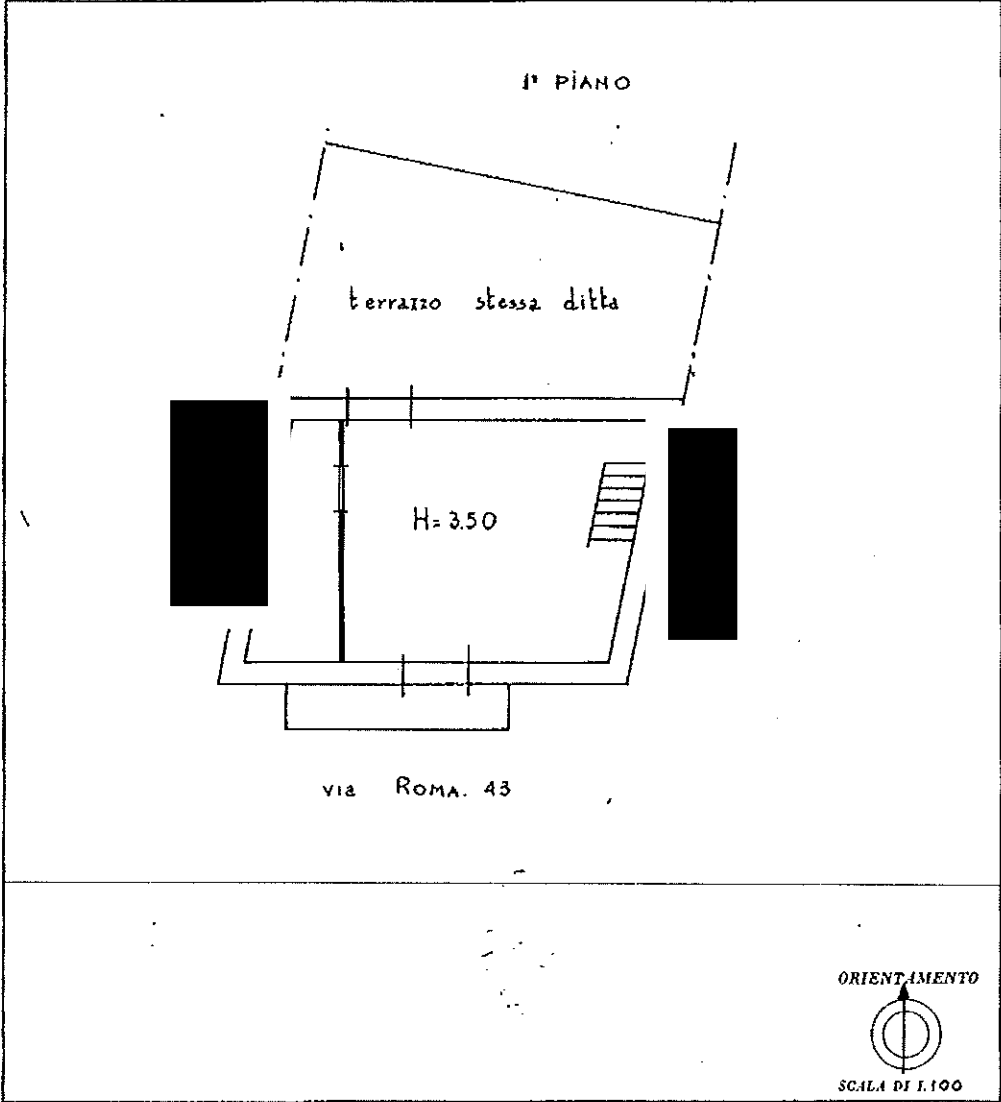 1° PIANO
terrazzo stessa ditta
H= 3.50
via ROMA. 43
ORIENTAMENTO
SCALA DI 1.100